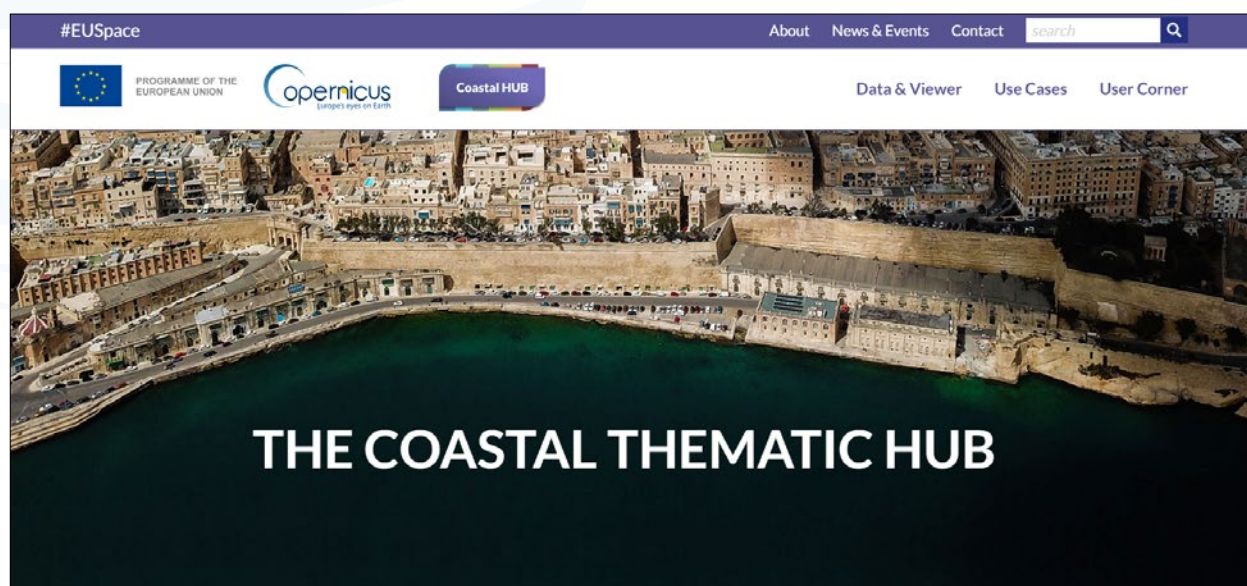 #EUSpace
About News & Events Contact search
PROGRAMME OF THE
EUROPEAN UNION
Copernicus
Europe's eyes on Earth
Coastal HUB
Data & Viewer Use Cases User Corner
THE COASTAL THEMATIC HUB